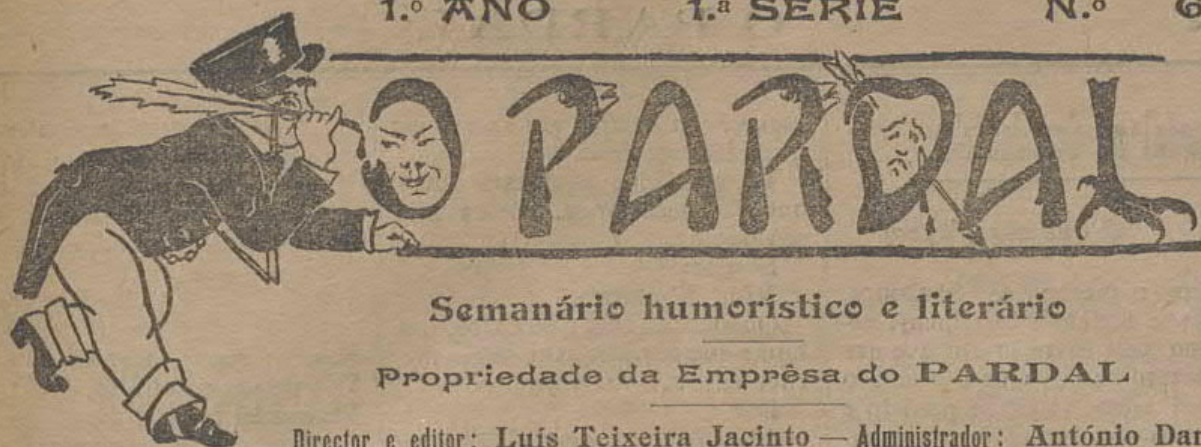 1.º ANO 1.ª SÉRIE N.º 6
O PARDAL
Semanário humorístico e literário
Propriedade da Emprêsa do PARDAL
Director e editor: Luís Teixeira Jacinto — Administrador: António